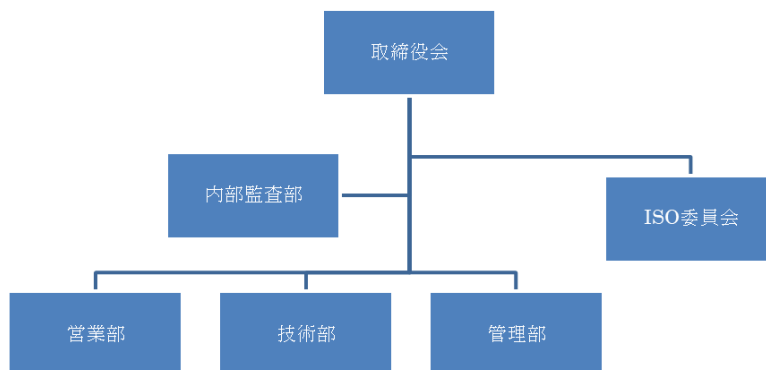 取締役会
内部監査部
ISO委員会
営業部
技術部
管理部